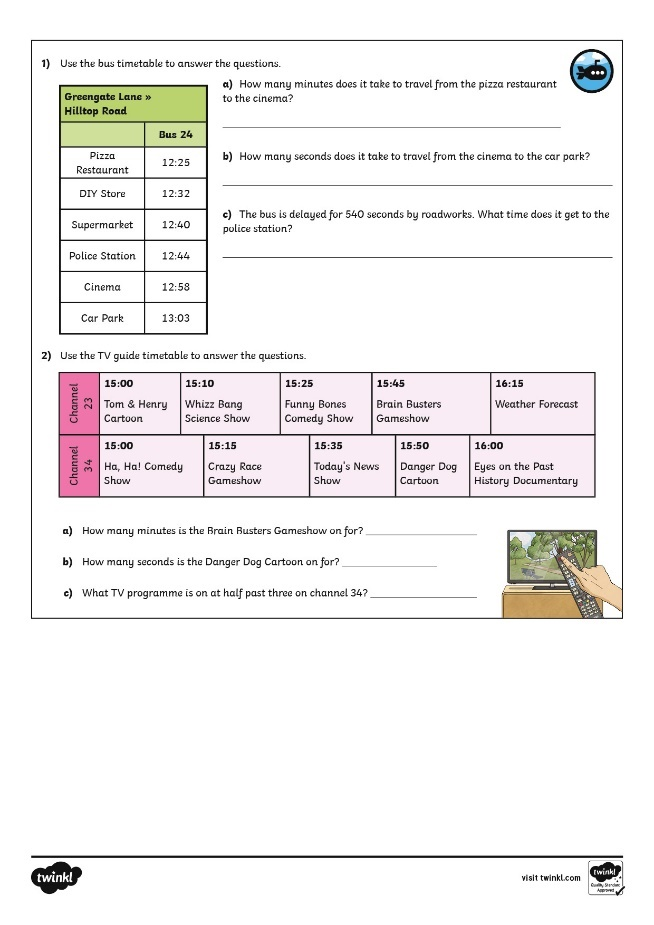 1) Use the bus timetable to answer the questions.
Greengate Lane »
Hilltop Road
Bus 24
Pizza
Restaurant
12:25
DIY Store
12:32
Supermarket
12:40
Police Station
12:44
Cinema
12:58
Car Park
13:03
a) How many minutes does it take to travel from the pizza restaurant
to the cinema?
b) How many seconds does it take to travel from the cinema to the car park?
c) The bus is delayed for 540 seconds by roadworks. What time does it get to the
police station?
2) Use the TV guide timetable to answer the questions.
Channel
23
15:00
Tom & Henry
Cartoon
15:10
Whizz Bang
Science Show
15:25
Funny Bones
Comedy Show
15:45
Brain Busters
Gameshow
16:15
Weather Forecast
Channel
34
15:00
Ha, Ha! Comedy
Show
15:15
Crazy Race
Gameshow
15:35
Today's News
Show
15:50
Danger Dog
Cartoon
16:00
Eyes on the Past
History Documentary
a) How many minutes is the Brain Busters Gameshow on for?
b) How many seconds is the Danger Dog Cartoon on for?
c) What TV programme is on at half past three on channel 34?
twinkl
visit twinkl.com
twinkl
Quality Standard
Approved